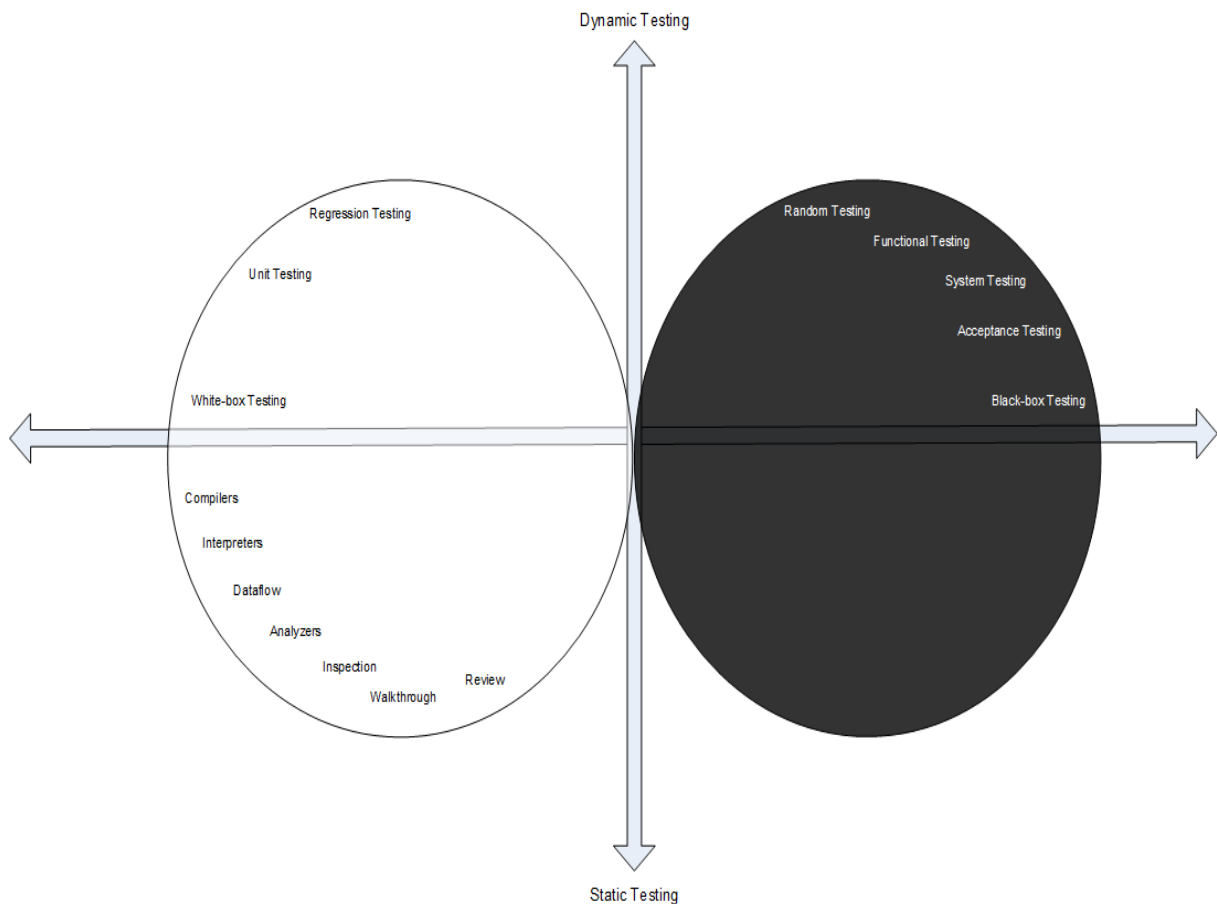 Dynamic Testing
Regression Testing
Unit Testing
White-box Testing
Compilers
Interpreters
Dataflow
Analyzers
Inspection
Walkthrough
Review
Random Testing
Functional Testing
System Testing
Acceptance Testing
Black-box Testing
Static Testing